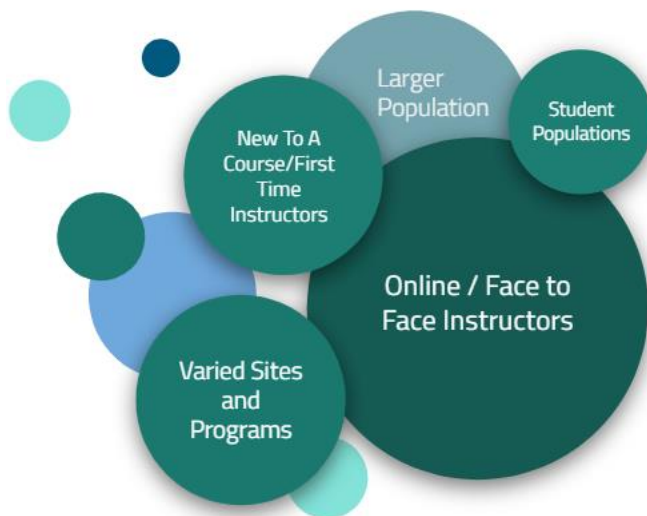 Larger
Population
Student
Populations
New To A
Course/First
Time
Instructors
Online / Face to
Face Instructors
Varied Sites
and
Programs